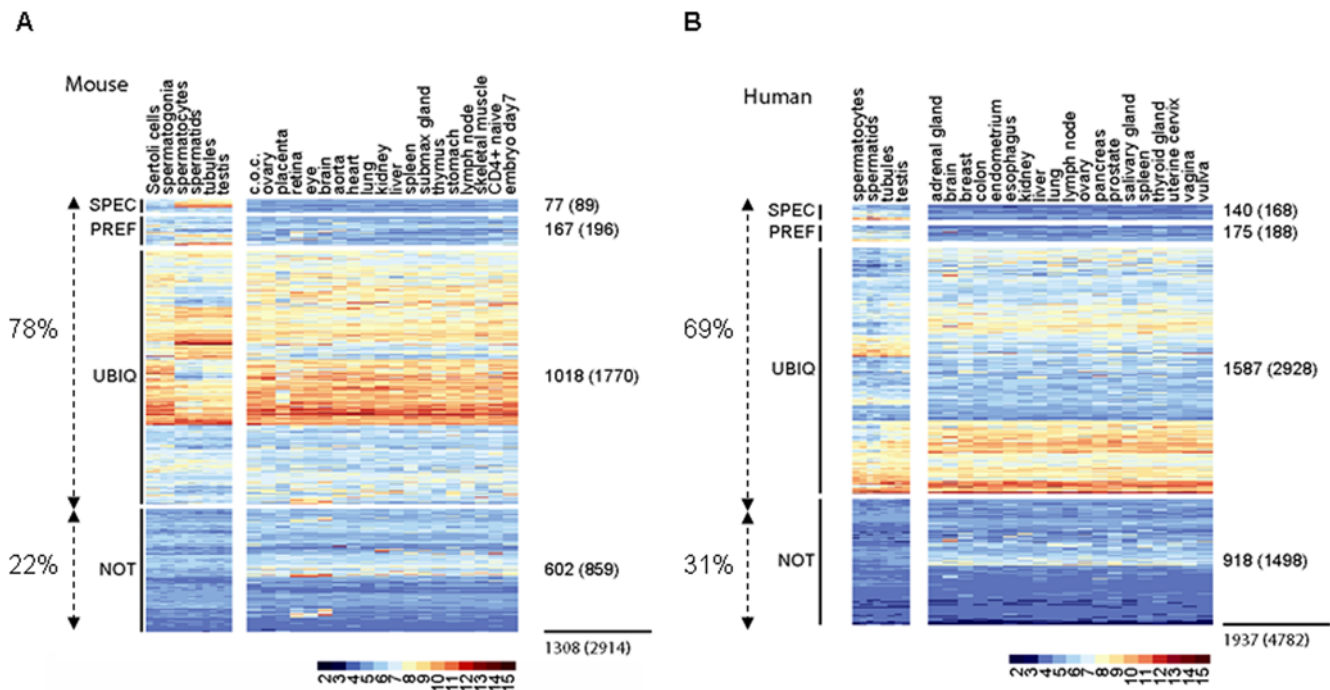 A
Mouse
Sertoli cells
spermatogonia
spermatocytes
spermatids
tubules
testis
c.o.c.
ovary
placenta
retina
eye
brain
aorta
heart
lung
kidney
liver
spleen
submax gland
thymus
stomach
lymph node
skeletal muscle
CD4+ naive
embryo day7
SPEC
77 (89)
PREF
167 (196)
78%
UBIQ
1018 (1770)
22%
NOT
602 (859)
1308 (2914)
2 3 4 5 6 7 8 9 10 11 12 13 14 15
B
Human
spermatocytes
spermatids
tubules
testis
adrenal gland
brain
breast
colon
endometrium
esophagus
kidney
liver
lung
lymph node
ovary
pancreas
prostate
salivary gland
spleen
thyroid gland
uterine cervix
vagina
vulva
SPEC
140 (168)
PREF
175 (188)
69%
UBIQ
1587 (2928)
31%
NOT
918 (1498)
1937 (4782)
2 3 4 5 6 7 8 9 10 11 12 13 14 15